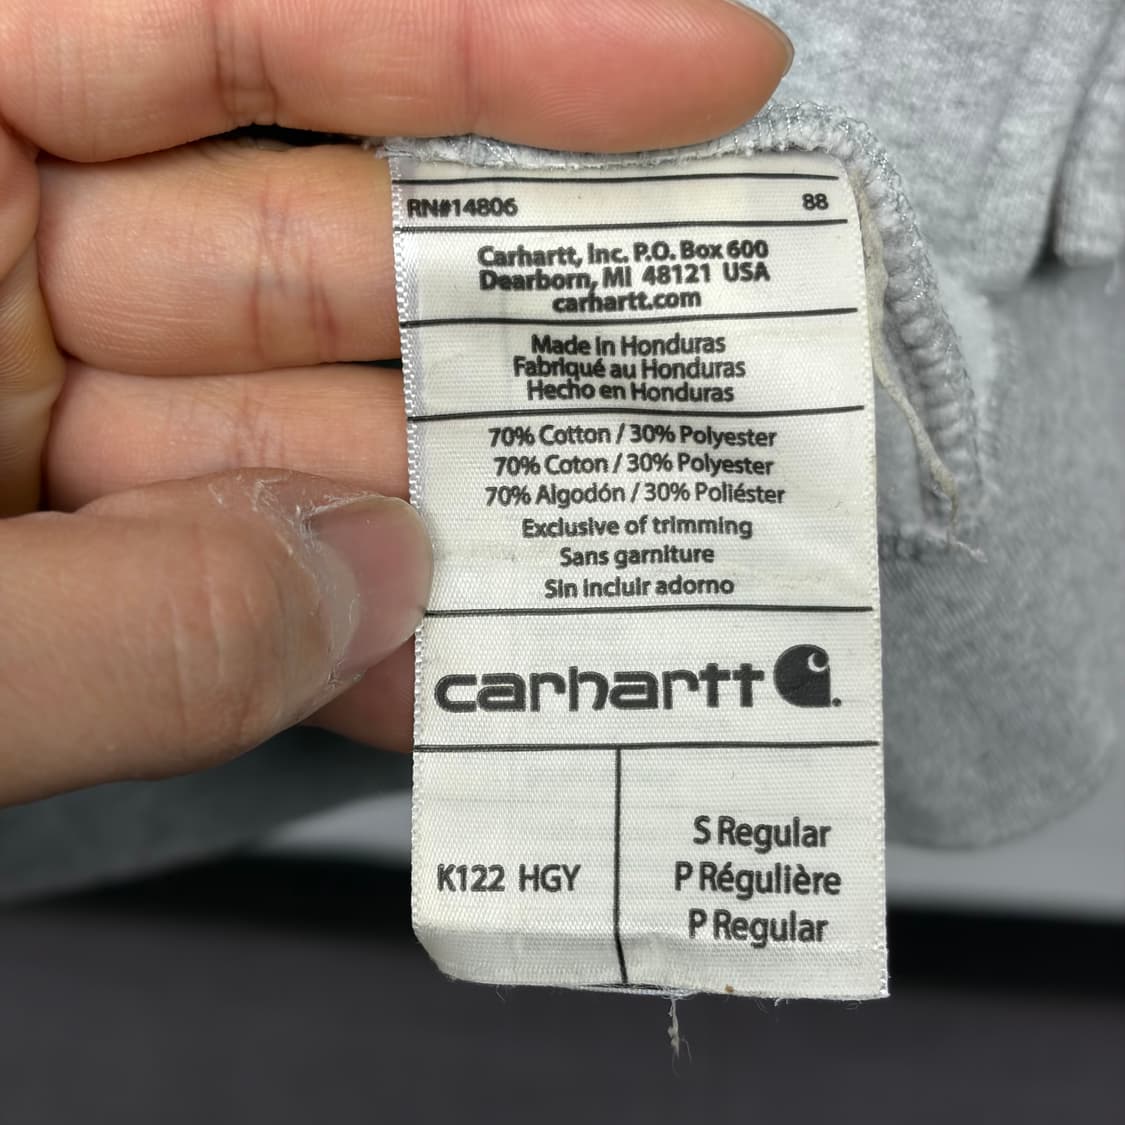 RN#14806 88
Carhartt, Inc. P.O. Box 600
Dearborn, MI 48121 USA
carhartt.com
Made in Honduras
Fabriqué au Honduras
Hecho en Honduras
70% Cotton / 30% Polyester
70% Coton / 30% Polyester
70% Algodón / 30% Poliéster
Exclusive of trimming
Sans garniture
Sin incluir adorno
carhartt
K122 HGY
S Regular
P Régulière
P Regular